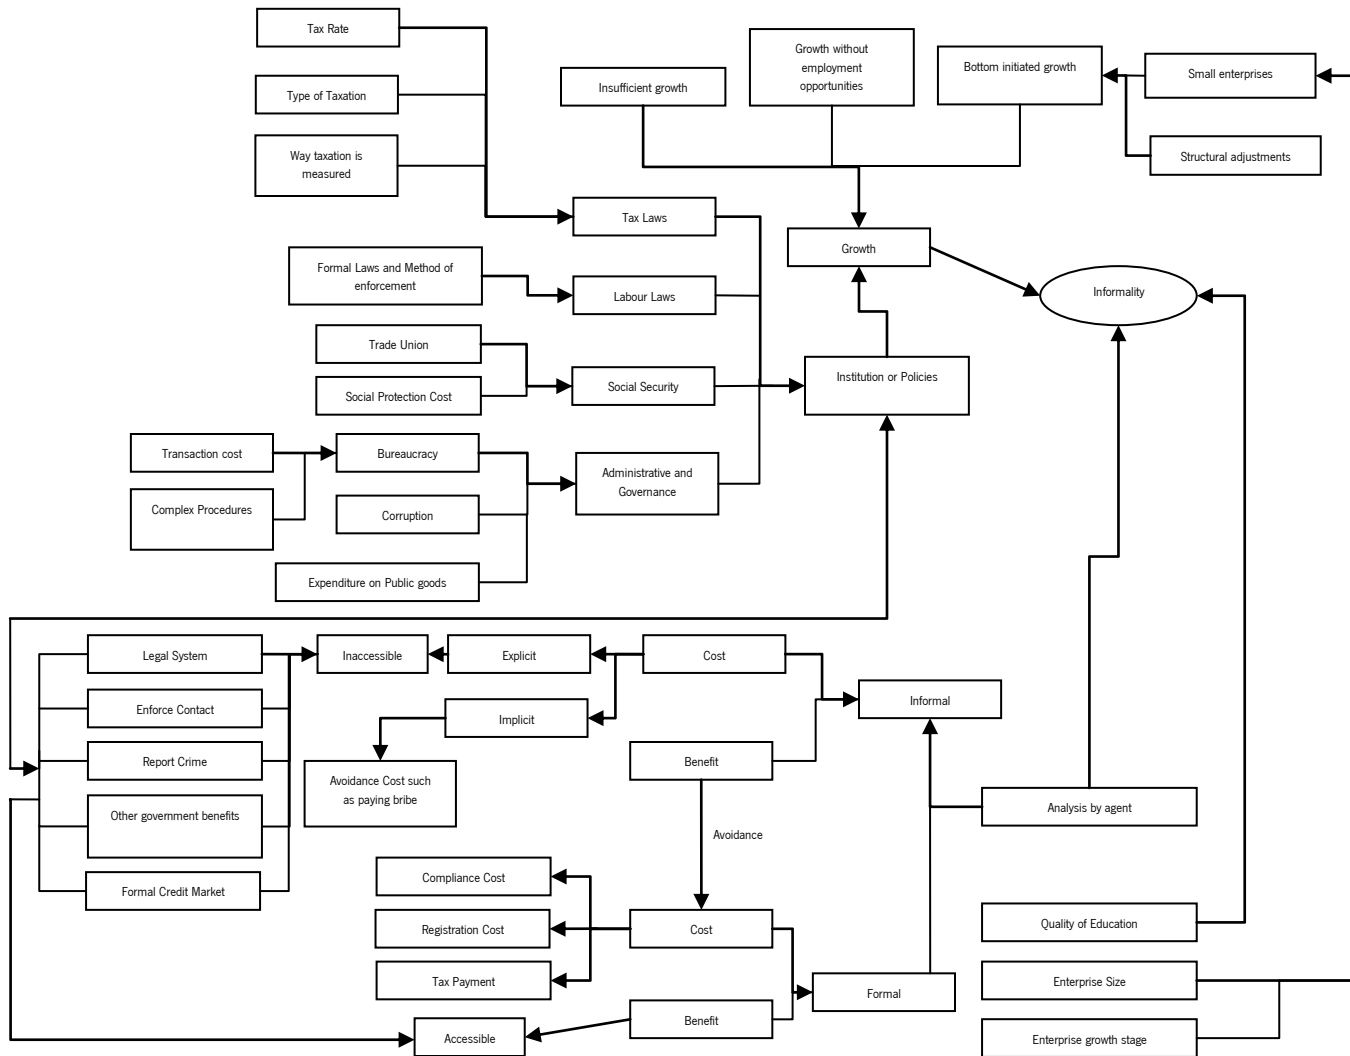 Tax Rate
Type of Taxation
Way taxation is
measured
Insufficient growth
Growth without
employment
opportunities
Bottom initiated growth
Small enterprises
Structural adjustments
Tax Laws
Growth
Formal Laws and Method of
enforcement
Labour Laws
Informality
Trade Union
Social Protection Cost
Social Security
Institution or Policies
Transaction cost
Bureaucracy
Complex Procedures
Corruption
Administrative and
Governance
Expenditure on Public goods
Legal System
Inaccessible
Explicit
Cost
Enforce Contact
Implicit
Informal
Report Crime
Avoidance Cost such
as paying bribe
Benefit
Other government benefits
Analysis by agent
Avoidance
Formal Credit Market
Compliance Cost
Registration Cost
Cost
Quality of Education
Tax Payment
Formal
Enterprise Size
Accessible
Benefit
Enterprise growth stage